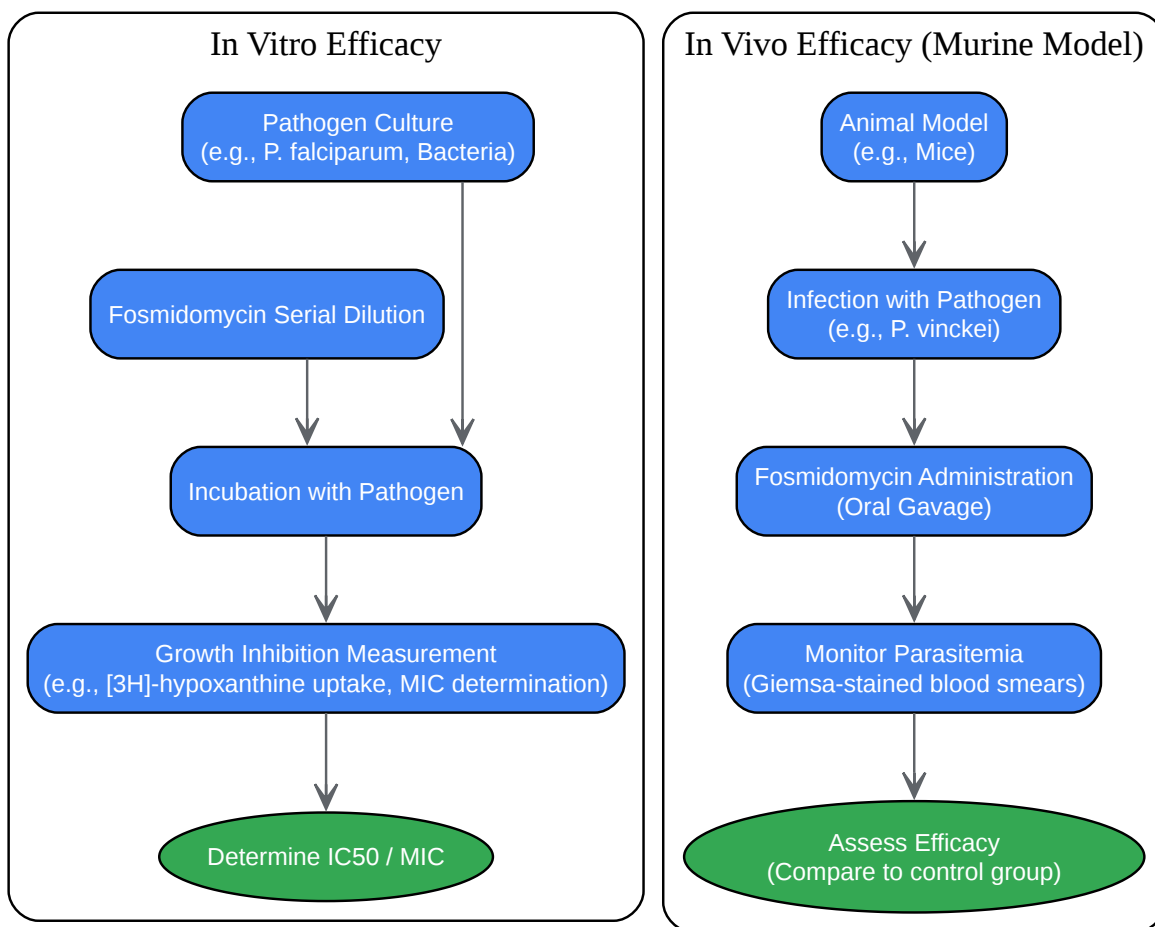 In Vitro Efficacy
Pathogen Culture
(e.g., P. falciparum, Bacteria)
Fosmidomycin Serial Dilution
Incubation with Pathogen
Growth Inhibition Measurement
(e.g., [3H]-hypoxanthine uptake, MIC determination)
Determine IC50 / MIC
In Vivo Efficacy (Murine Model)
Animal Model
(e.g., Mice)
Infection with Pathogen
(e.g., P. vinckei)
Fosmidomycin Administration
(Oral Gavage)
Monitor Parasitemia
(Giemsa-stained blood smears)
Assess Efficacy
(Compare to control group)